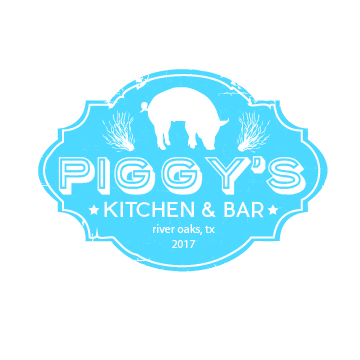 PIGGY'S
KITCHEN & BAR
river oaks, tx
2017